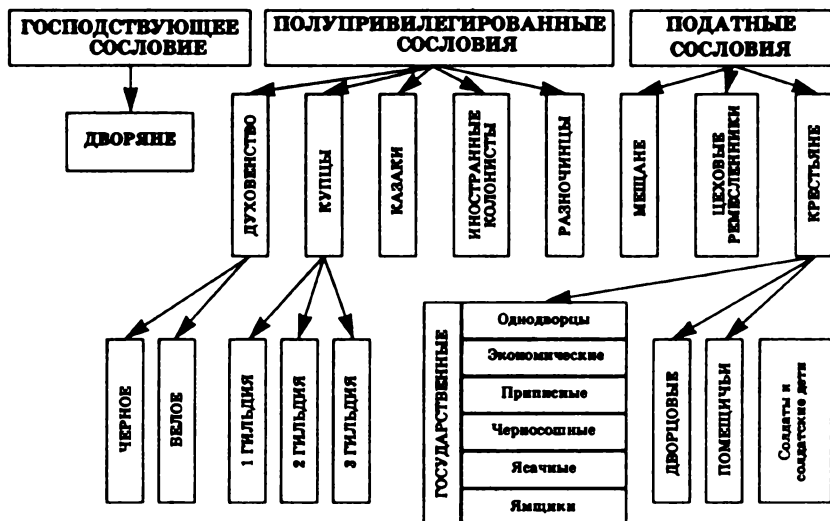 ГОСПОДСТВУЮЩЕЕ
СОСЛОВИЕ
ПОЛУПРИВИЛЕГИРОВАННЫЕ
СОСЛОВИЯ
ПОДАТНЫЕ
СОСЛОВИЯ
ДВОРЯНЕ
ДУХОВЕНСТВО
КУПЦЫ
КАЗАКИ
ИНОСТРАННЫЕ
КОЛОНИСТЫ
РАЗНОЧИНЦЫ
МЕЩАНЕ
ЦЕХОВЫЕ
РЕМЕСЛЕННИКИ
КРЕСТЬЯНЕ
ЧЕРНОЕ
БЕЛОЕ
1 ГИЛЬДИЯ
2 ГИЛЬДИЯ
3 ГИЛЬДИЯ
ГОСУДАРСТВЕННЫЕ
Однодворцы
Экономические
Приписные
Черносошные
Ясачные
Ямщики
ДВОРЦОВЫЕ
ПОМЕЩИЧЬИ
Солдаты и
солдатские дети